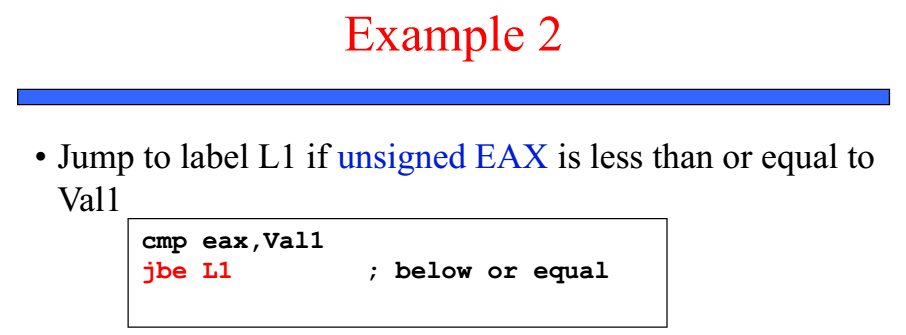 Example 2
• Jump to label L1 if unsigned EAX is less than or equal to
Val1
cmp eax,Val1
jbe L1 ; below or equal